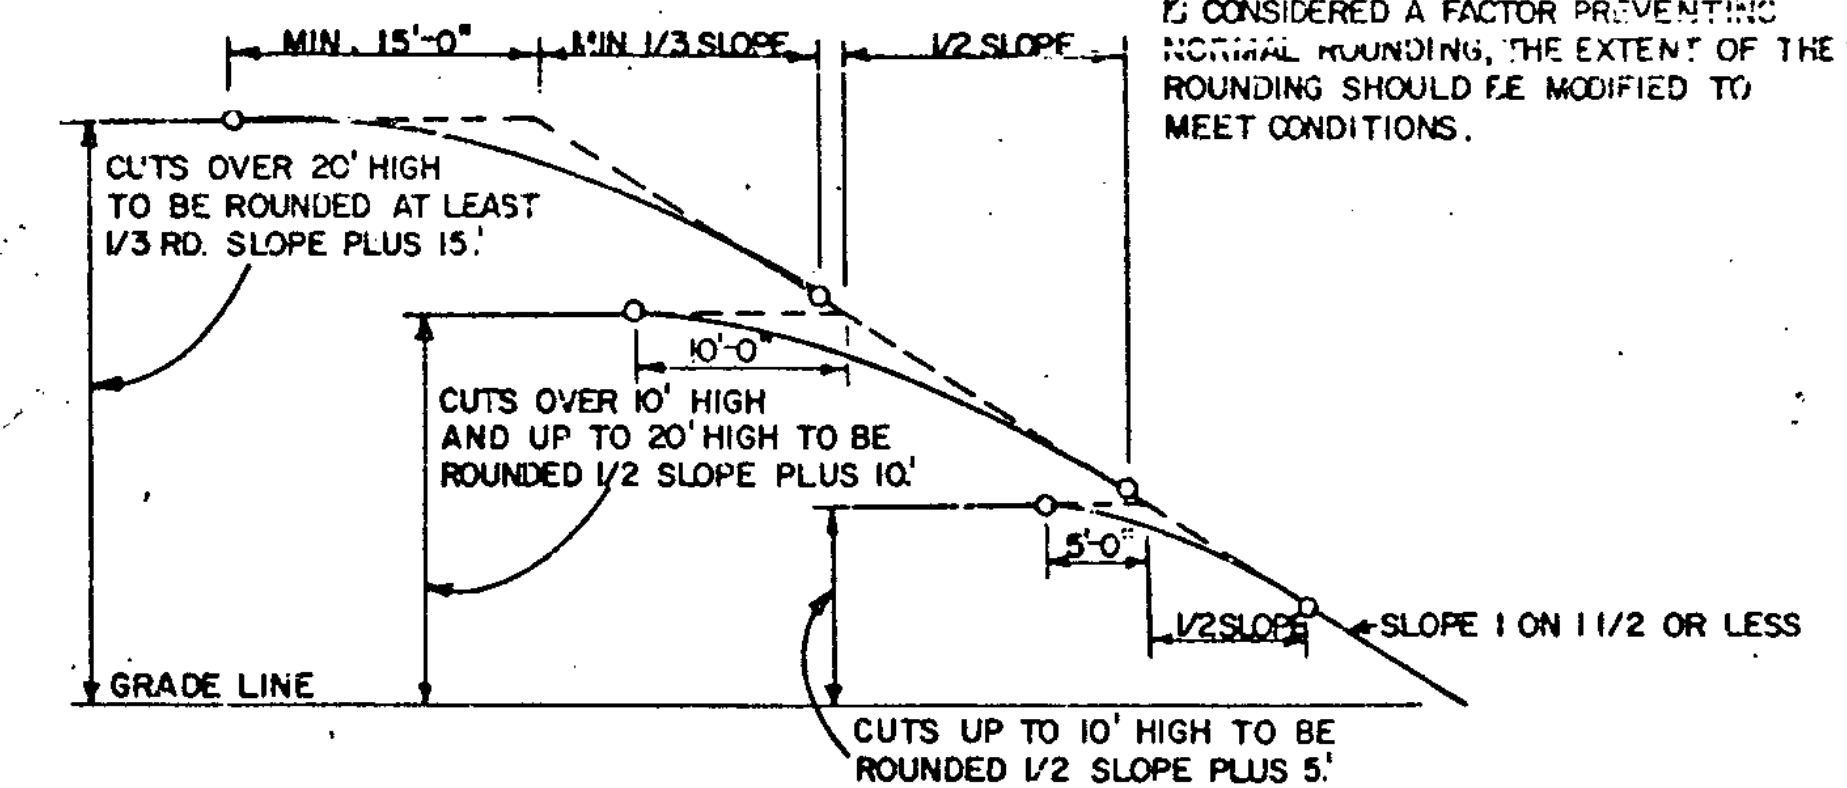 MIN. 15'-0" MIN 1/3 SLOPE 1/2 SLOPE
IS CONSIDERED A FACTOR PREVENTING
NORMAL ROUNDING, THE EXTENT OF THE
ROUNDING SHOULD BE MODIFIED TO
MEET CONDITIONS.
CUTS OVER 20' HIGH
TO BE ROUNDED AT LEAST
1/3 RD. SLOPE PLUS 15.'
10'-0"
CUTS OVER 10' HIGH
AND UP TO 20' HIGH TO BE
ROUNDED 1/2 SLOPE PLUS 10.'
5'-0"
1/2 SLOPE
SLOPE 1 ON 1 1/2 OR LESS
GRADE LINE
CUTS UP TO 10' HIGH TO BE
ROUNDED 1/2 SLOPE PLUS 5.'